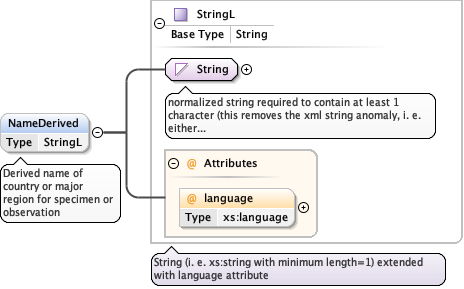 StringL
Base Type String
String
normalized string required to contain at least 1
character (this removes the xml string anomaly, i. e.
either...
NameDerived
Type StringL
Derived name of
country or major
region for specimen or
observation
@ Attributes
@ language
Type xs:language
String (i. e. xs:string with minimum length=1) extended
with language attribute